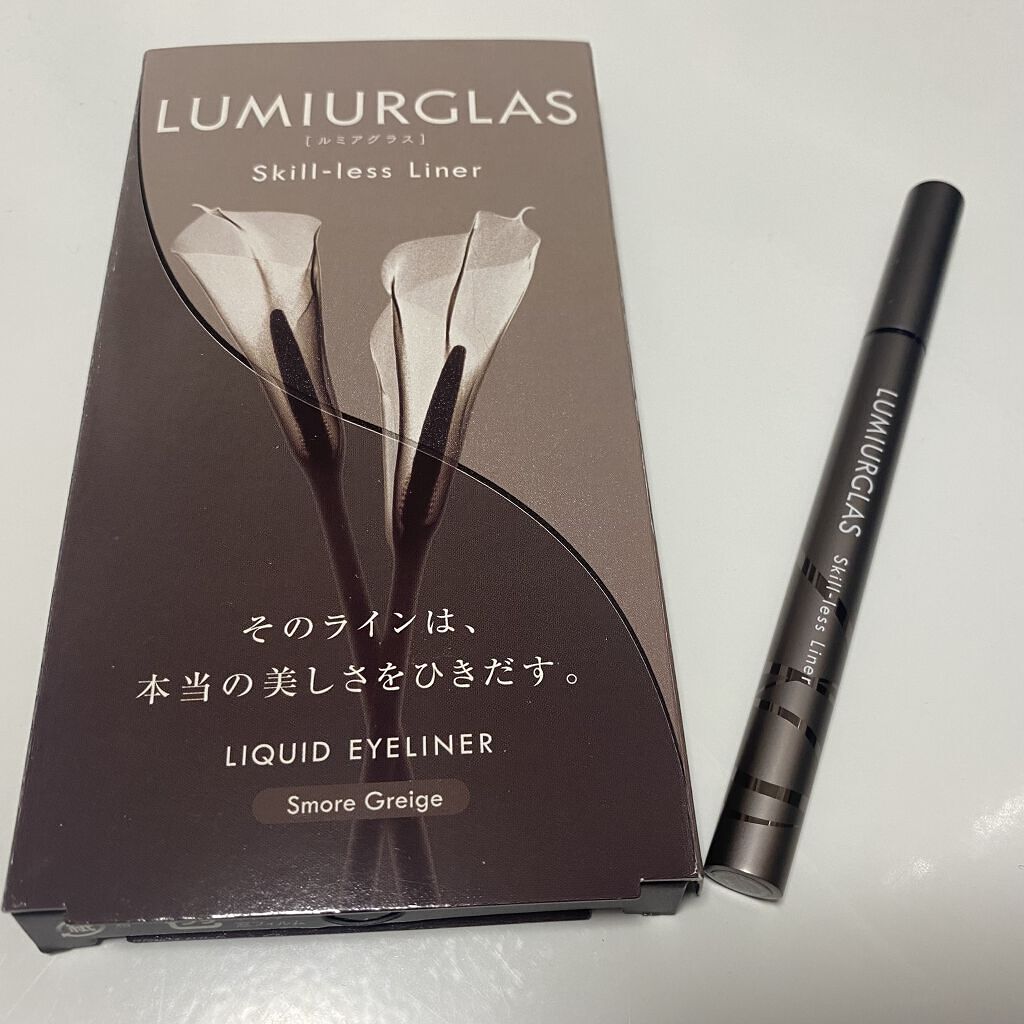 LUMIURGLAS
[ルミアグラス]
Skill-less Liner
そのラインは、
本当の美しさをひきだす。
LIQUID EYELINER
Smore Greige
LUMIURGLAS Skill-less Liner